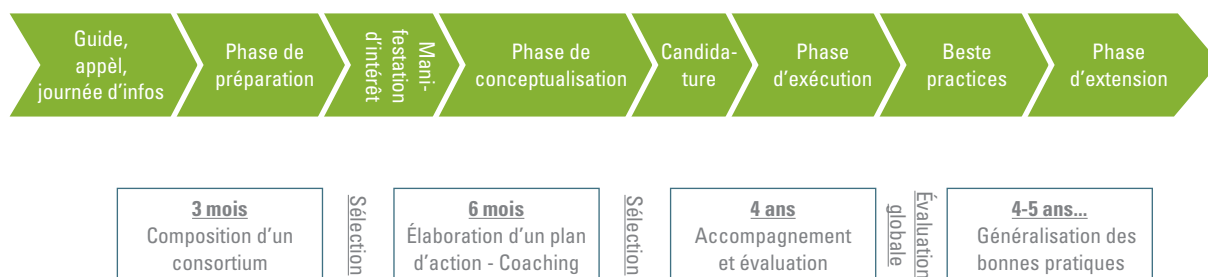 Guide,
appèl,
journée d'infos
Phase de
préparation
Mani-
festation
d'intérêt
Phase de
conceptualisation
Candida-
ture
Phase
d'exécution
Beste
practices
Phase
d'extension
3 mois
Composition d'un
consortium
Sélection
6 mois
Élaboration d'un plan
d'action - Coaching
Sélection
4 ans
Accompagnement
et évaluation
Évaluation
globale
4-5 ans...
Généralisation des
bonnes pratiques